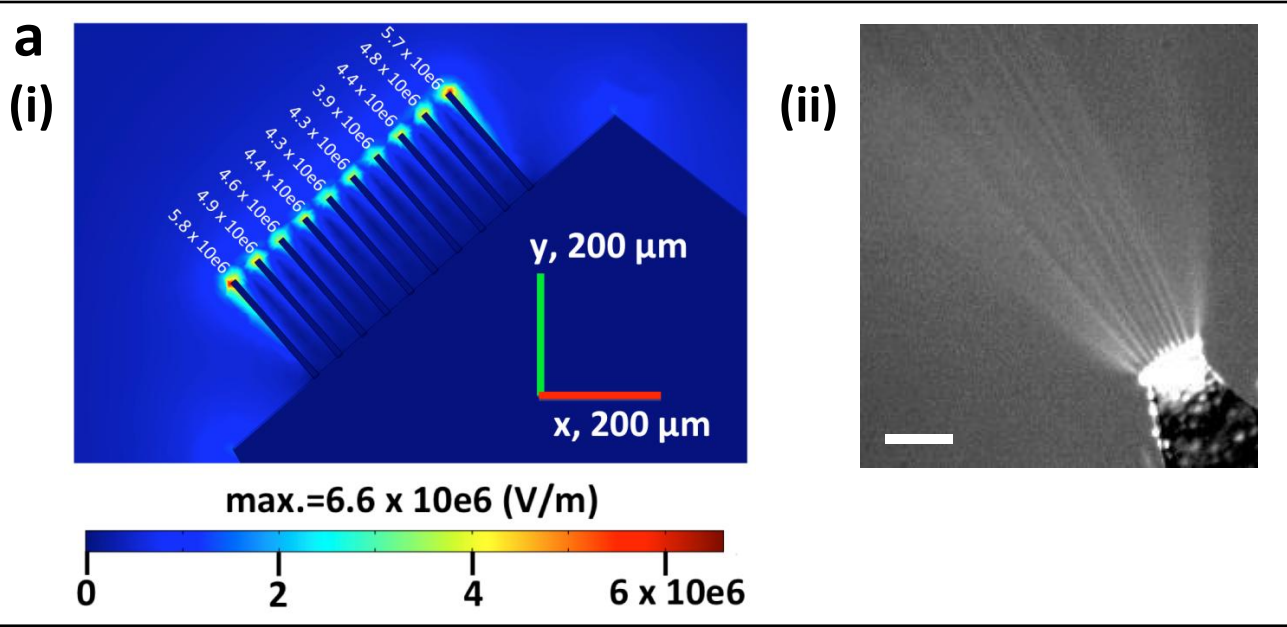 a
(i)
5.7 x 10e6
4.8 x 10e6
4.4 x 10e6
3.9 x 10e6
4.3 x 10e6
4.3 x 10e6
4.4 x 10e6
4.6 x 10e6
4.9 x 10e6
5.8 x 10e6
y, 200 µm
x, 200 µm
max.=6.6 x 10e6 (V/m)
0 2 4 6 x 10e6
(ii)